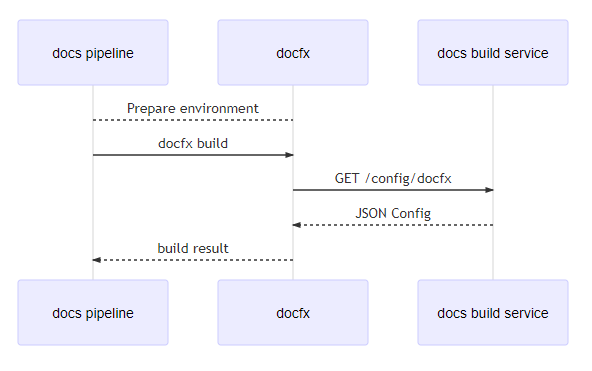 docs pipeline
docfx
docs build service
Prepare environment
docfx build
GET /config/docfx
JSON Config
build result
docs pipeline
docfx
docs build service